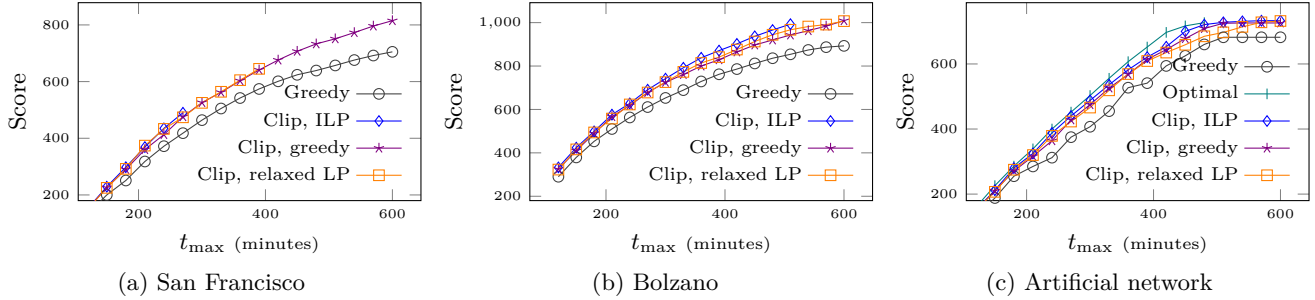 800
600
400
200
Score
Greedy
Clip, ILP
Clip, greedy
Clip, relaxed LP
200 400 600
t_max (minutes)
(a) San Francisco
1,000
800
600
400
200
Score
Greedy
Clip, ILP
Clip, greedy
Clip, relaxed LP
200 400 600
t_max (minutes)
(b) Bolzano
600
400
200
Score
Greedy
Optimal
Clip, ILP
Clip, greedy
Clip, relaxed LP
200 400 600
t_max (minutes)
(c) Artificial network